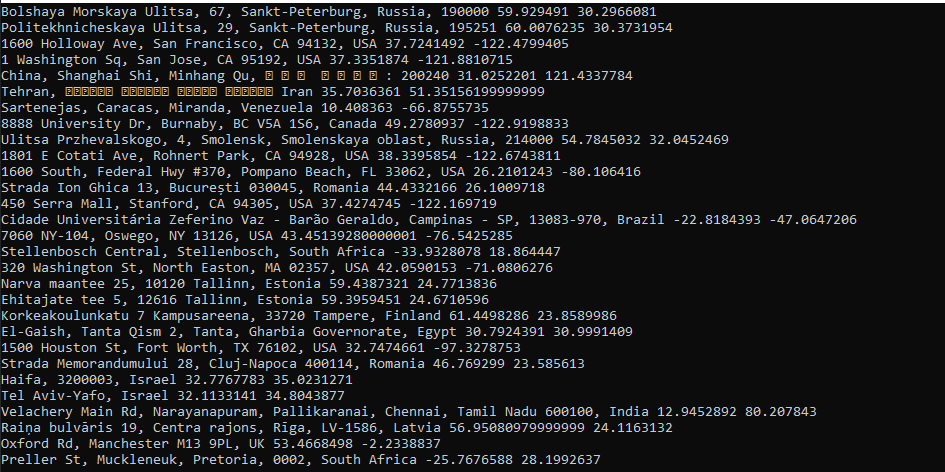 Bolshaya Morskaya Ulitsa, 67, Sankt-Peterburg, Russia, 190000 59.929491 30.2966081
Politekhnicheskaya Ulitsa, 29, Sankt-Peterburg, Russia, 195251 60.0076235 30.3731954
1600 Holloway Ave, San Francisco, CA 94132, USA 37.7241492 -122.4799405
1 Washington Sq, San Jose, CA 95192, USA 37.3351874 -121.8810715
China, Shanghai Shi, Minhang Qu, : 200240 31.0252201 121.4337784
Tehran, Iran 35.7036361 51.35156199999999
Sartenejas, Caracas, Miranda, Venezuela 10.408363 -66.8755735
8888 University Dr, Burnaby, BC V5A 1S6, Canada 49.2780937 -122.9198833
Ulitsa Przhevalskogo, 4, Smolensk, Smolenskaya oblast, Russia, 214000 54.7845032 32.0452469
1801 E Cotati Ave, Rohnert Park, CA 94928, USA 38.3395854 -122.6743811
1600 South, Federal Hwy #370, Pompano Beach, FL 33062, USA 26.2101243 -80.106416
Strada Ion Ghica 13, București 030045, Romania 44.4332166 26.1009718
450 Serra Mall, Stanford, CA 94305, USA 37.4274745 -122.169719
Cidade Universitária Zeferino Vaz - Barão Geraldo, Campinas - SP, 13083-970, Brazil -22.8184393 -47.0647206
7060 NY-104, Oswego, NY 13126, USA 43.45139280000001 -76.5425285
Stellenbosch Central, Stellenbosch, South Africa -33.9328078 18.864447
320 Washington St, North Easton, MA 02357, USA 42.0590153 -71.0806276
Narva maantee 25, 10120 Tallinn, Estonia 59.4387321 24.7713836
Ehitajate tee 5, 12616 Tallinn, Estonia 59.3959451 24.6710596
Korkeakoulunkatu 7 Kampusareena, 33720 Tampere, Finland 61.4498286 23.8589986
El-Gaish, Tanta Qism 2, Tanta, Gharbia Governorate, Egypt 30.7924391 30.9991409
1500 Houston St, Fort Worth, TX 76102, USA 32.7474661 -97.3278753
Strada Memorandumului 28, Cluj-Napoca 400114, Romania 46.769299 23.585613
Haifa, 3200003, Israel 32.7767783 35.0231271
Tel Aviv-Yafo, Israel 32.1133141 34.8043877
Velachery Main Rd, Narayanapuram, Pallikaranai, Chennai, Tamil Nadu 600100, India 12.9452892 80.207843
Raiņa bulvāris 19, Centra rajons, Rīga, LV-1586, Latvia 56.95080979999999 24.1163132
Oxford Rd, Manchester M13 9PL, UK 53.4668498 -2.2338837
Preller St, Muckleneuk, Pretoria, 0002, South Africa -25.7676588 28.1992637